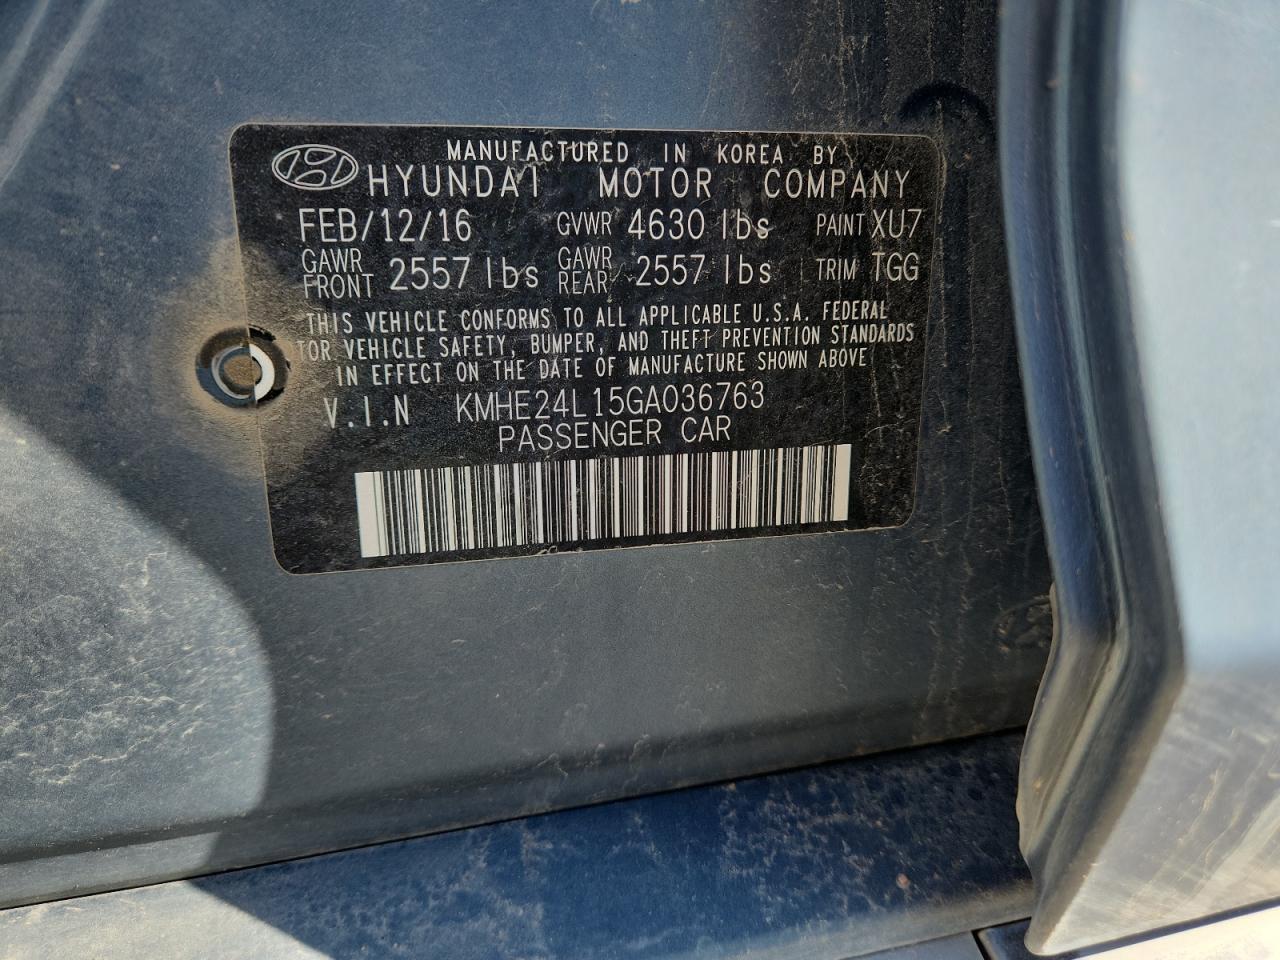 MANUFACTURED IN KOREA BY
HYUNDAI MOTOR COMPANY
FEB/12/16 GVWR 4630 lbs PAINT XU7
GAWR FRONT 2557 lbs GAWR REAR 2557 lbs TRIM TGG
THIS VEHICLE CONFORMS TO ALL APPLICABLE U.S.A. FEDERAL
TOR VEHICLE SAFETY, BUMPER, AND THEFT PREVENTION STANDARDS
IN EFFECT ON THE DATE OF MANUFACTURE SHOWN ABOVE
V.I.N KMHE24L15GA036763
PASSENGER CAR